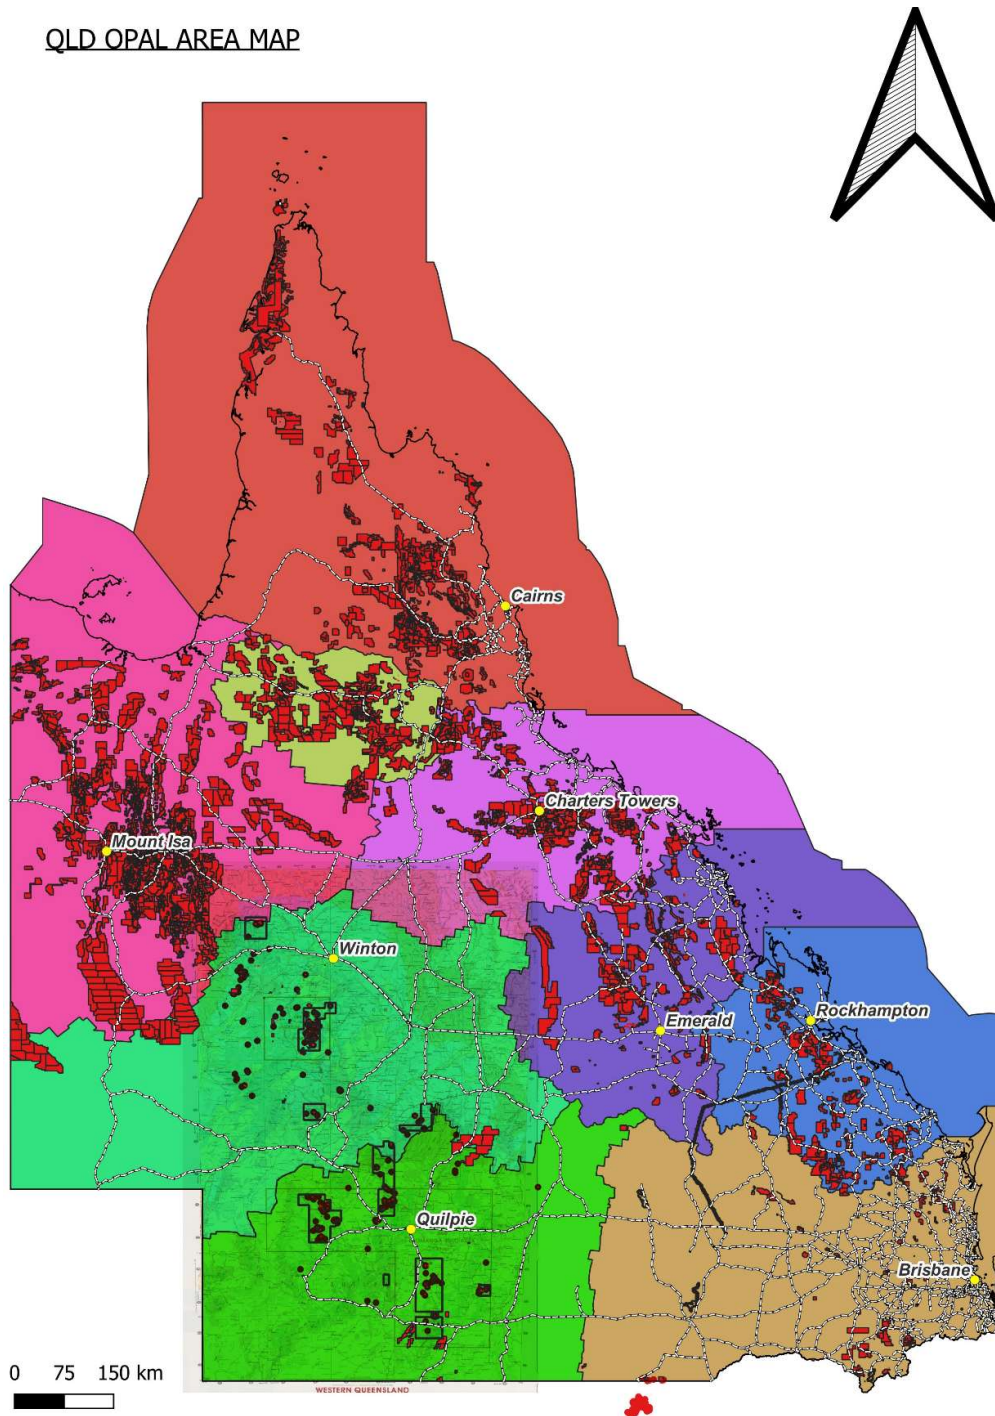 QLD OPAL AREA MAP
Cairns
Charters Towers
Mount Isa
Winton
Rockhampton
Emerald
Quilpie
Brisbane
0 75 150 km
WESTERN QUEENSLAND